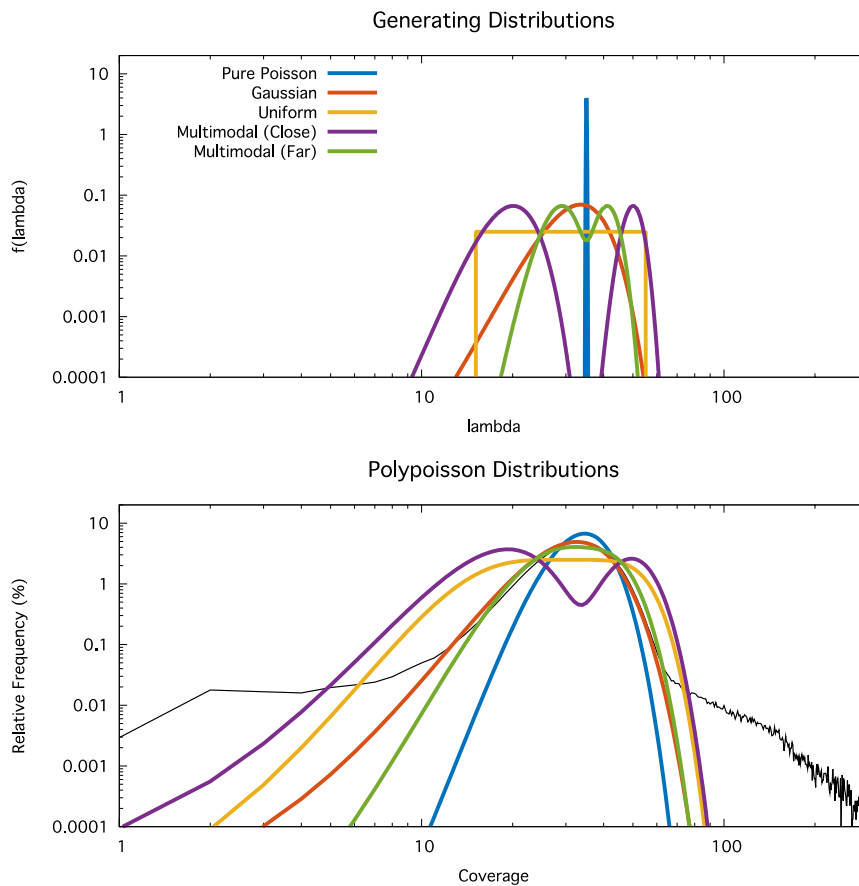 Generating Distributions
10
1
0.1
0.01
0.001
0.0001
f(lambda)
Pure Poisson
Gaussian
Uniform
Multimodal (Close)
Multimodal (Far)
1 10 100
lambda
Polypoisson Distributions
10
1
0.1
0.01
0.001
0.0001
Relative Frequency (%)
1 10 100
Coverage